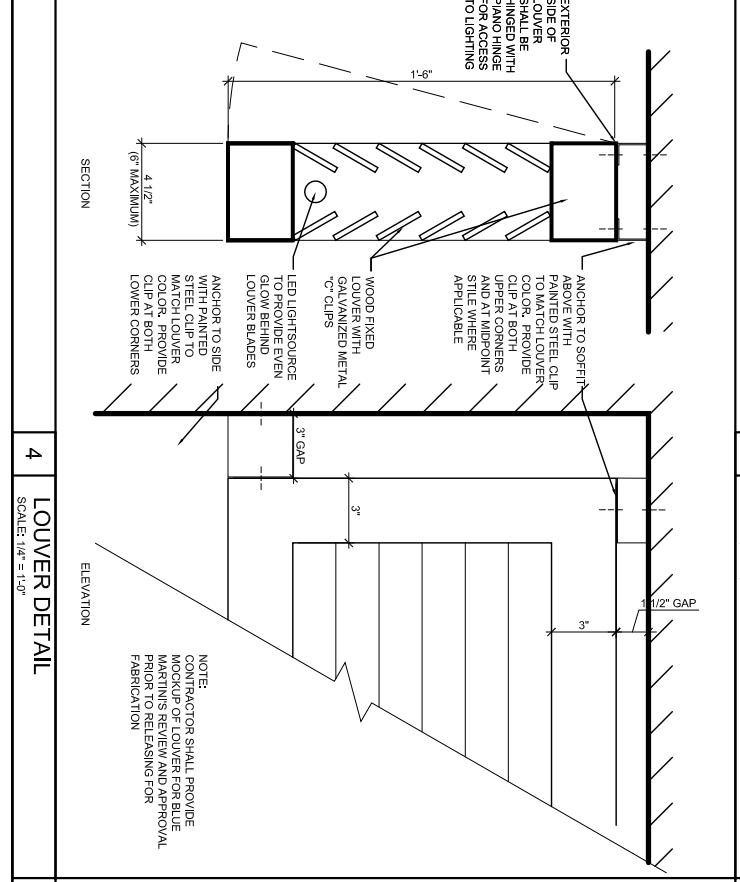 EXTERIOR
SIDE OF
LOUVER
SHALL BE
HINGED WITH
PIANO HINGE
FOR ACCESS
TO LIGHTING
1'-6"
4 1/2"
(6" MAXIMUM)
SECTION
ANCHOR TO SOFFIT
ABOVE WITH
PAINTED STEEL CLIP
TO MATCH LOUVER
COLOR, PROVIDE
CLIP AT BOTH
UPPER CORNERS
AND AT MIDPOINT
STILE WHERE
APPLICABLE
WOOD FIXED
LOUVER WITH
GALVANIZED METAL
"C" CLIPS
LED LIGHTSOURCE
TO PROVIDE EVEN
GLOW BEHIND
LOUVER BLADES
ANCHOR TO SIDE
WITH PAINTED
STEEL CLIP TO
MATCH LOUVER
COLOR, PROVIDE
CLIP AT BOTH
LOWER CORNERS
3" GAP
3"
3"
1 1/2" GAP
ELEVATION
NOTE:
CONTRACTOR SHALL PROVIDE
MOCKUP OF LOUVER FOR BLUE
MARTINI'S REVIEW AND APPROVAL
PRIOR TO RELEASING FOR
FABRICATION
4
LOUVER DETAIL
SCALE: 1/4" = 1'-0"